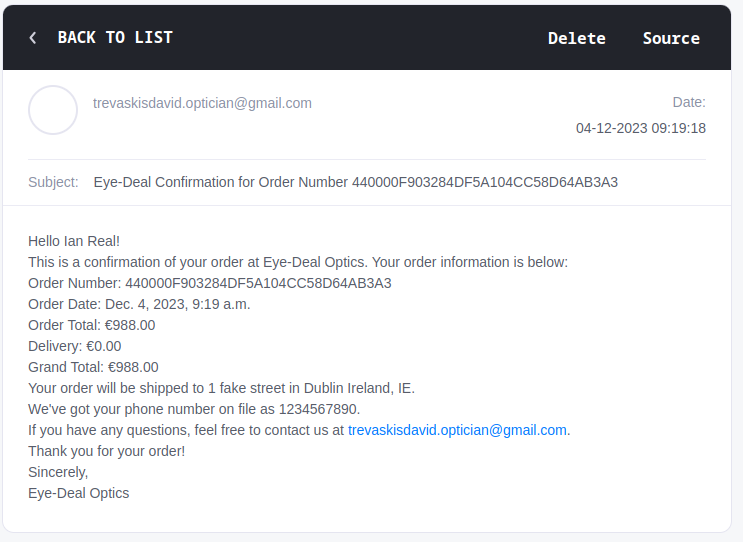 BACK TO LIST
Delete
Source
trevaskisdavid.optician@gmail.com
Date:
04-12-2023 09:19:18
Subject: Eye-Deal Confirmation for Order Number 440000F903284DF5A104CC58D64AB3A3
Hello Ian Real!
This is a confirmation of your order at Eye-Deal Optics. Your order information is below:
Order Number: 440000F903284DF5A104CC58D64AB3A3
Order Date: Dec. 4, 2023, 9:19 a.m.
Order Total: €988.00
Delivery: €0.00
Grand Total: €988.00
Your order will be shipped to 1 fake street in Dublin Ireland, IE.
We've got your phone number on file as 1234567890.
If you have any questions, feel free to contact us at trevaskisdavid.optician@gmail.com.
Thank you for your order!
Sincerely,
Eye-Deal Optics